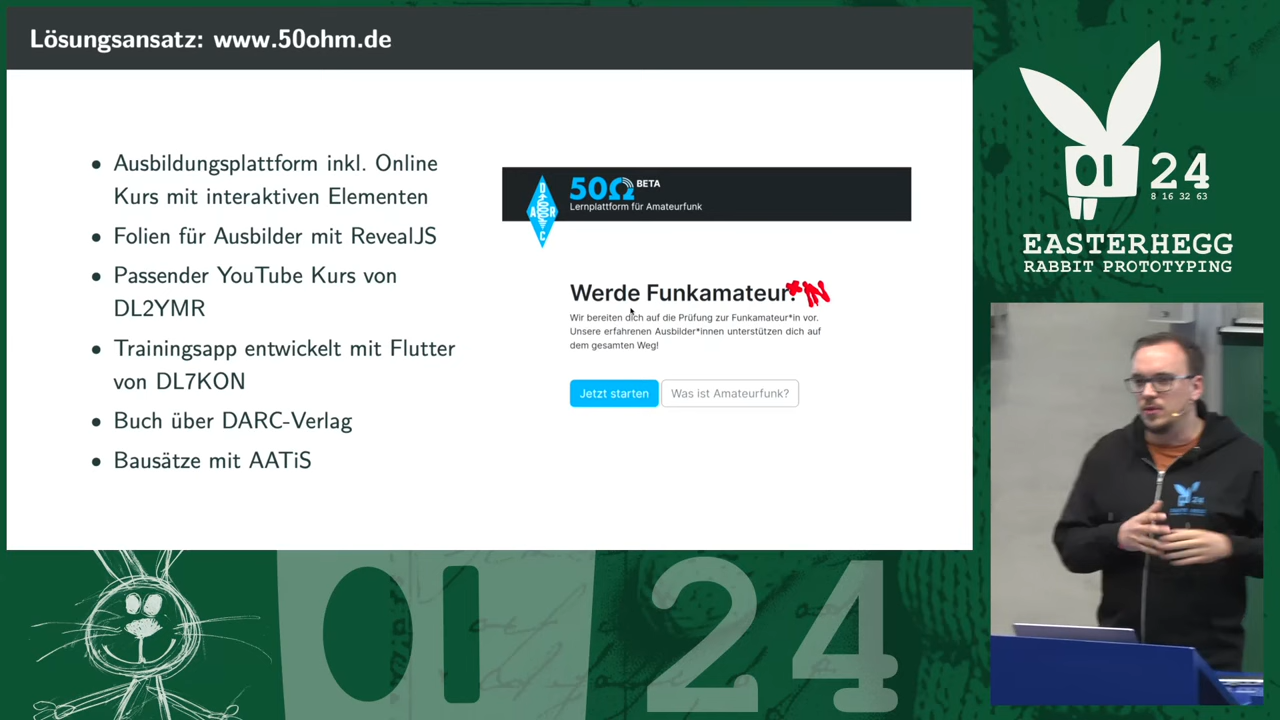 Lösungsansatz: www.50ohm.de
• Ausbildungsplattform inkl. Online
Kurs mit interaktiven Elementen
• Folien für Ausbilder mit RevealJS
• Passender YouTube Kurs von
DL2YMR
• Trainingsapp entwickelt mit Flutter
von DL7KON
• Buch über DARC-Verlag
• Bausätze mit AATiS
DARC
50Ω BETA
Lernplattform für Amateurfunk
Werde Funkamateur!*IN
Wir bereiten dich auf die Prüfung zur Funkamateur*in vor.
Unsere erfahrenen Ausbilder*innen unterstützen dich auf
dem gesamten Weg!
Jetzt starten
Was ist Amateurfunk?
24
8 16 32 63
EASTERHEGG
RABBIT PROTOTYPING
24
24